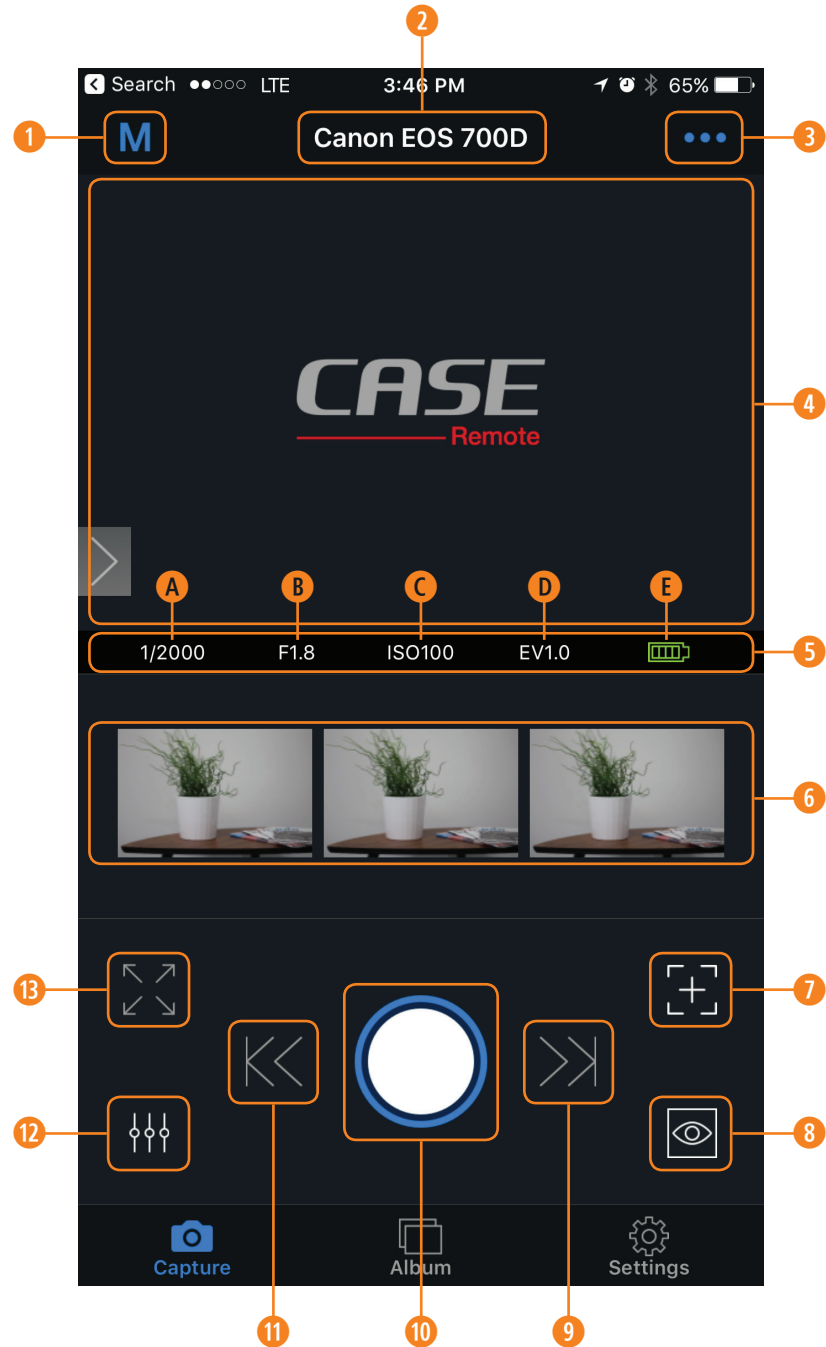 2
Search LTE 3:46 PM 65%
1 M Canon EOS 700D 3
CASE
Remote
4
A B C D E
1/2000 F1.8 ISO100 EV1.0 5
6
13 7
12 8
Capture Album Settings
11 10 9